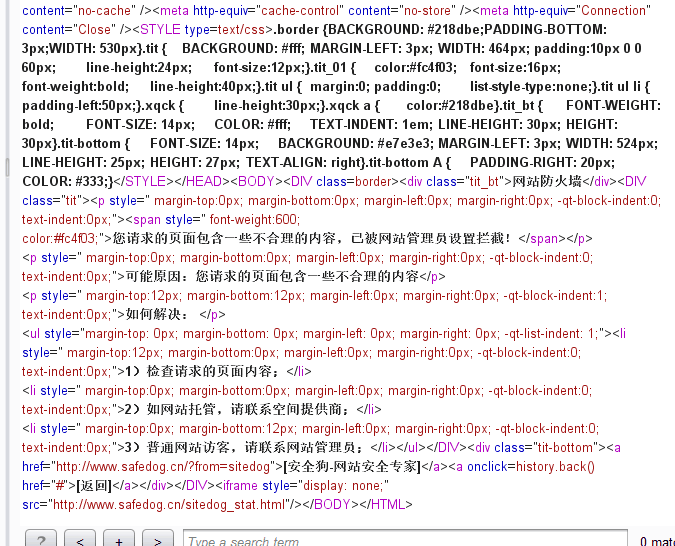 content="no-cache" /><meta http-equiv="cache-control" content="no-store" /><meta http-equiv="Connection"
content="Close" /><STYLE type=text/css>.border {BACKGROUND: #218dbe;PADDING-BOTTOM:
3px;WIDTH: 530px}.tit {    BACKGROUND: #fff; MARGIN-LEFT: 3px; WIDTH: 464px; padding:10px 0 0
60px;       line-height:24px;     font-size:12px;}.tit_01 {     color:#fc4f03;   font-size:16px;
font-weight:bold;     line-height:40px;}.tit ul {  margin:0; padding:0;       list-style-type:none;}.tit ul li {
padding-left:50px;}.xqck {       line-height:30px;}.xqck a {       color:#218dbe}.tit_bt {     FONT-WEIGHT:
bold;       FONT-SIZE: 14px;     COLOR: #fff;     TEXT-INDENT: 1em; LINE-HEIGHT: 30px; HEIGHT:
30px}.tit-bottom {     FONT-SIZE: 14px;     BACKGROUND: #e7e3e3; MARGIN-LEFT: 3px; WIDTH: 524px;
LINE-HEIGHT: 25px; HEIGHT: 27px; TEXT-ALIGN: right}.tit-bottom A {     PADDING-RIGHT: 20px;
COLOR: #333;}</STYLE></HEAD><BODY><DIV class=border><div class="tit_bt">网站防火墙</div><DIV
class="tit"><p style=" margin-top:0px; margin-bottom:0px; margin-left:0px; margin-right:0px; -qt-block-indent:0;
text-indent:0px;"><span style=" font-weight:600;
color:#fc4f03;">您请求的页面包含一些不合理的内容，已被网站管理员设置拦截！</span></p>
<p style=" margin-top:0px; margin-bottom:0px; margin-left:0px; margin-right:0px; -qt-block-indent:0;
text-indent:0px;">可能原因：您请求的页面包含一些不合理的内容</p>
<p style=" margin-top:12px; margin-bottom:12px; margin-left:0px; margin-right:0px; -qt-block-indent:1;
text-indent:0px;">如何解决：</p>
<ul style="margin-top: 0px; margin-bottom: 0px; margin-left: 0px; margin-right: 0px; -qt-list-indent: 1;"><li
style=" margin-top:12px; margin-bottom:0px; margin-left:0px; margin-right:0px; -qt-block-indent:0;
text-indent:0px;">1）检查请求的页面内容；</li>
<li style=" margin-top:0px; margin-bottom:0px; margin-left:0px; margin-right:0px; -qt-block-indent:0;
text-indent:0px;">2）如网站托管，请联系空间提供商；</li>
<li style=" margin-top:0px; margin-bottom:12px; margin-left:0px; margin-right:0px; -qt-block-indent:0;
text-indent:0px;">3）普通网站访客，请联系网站管理员；</li></ul></DIV><div class="tit-bottom"><a
href="http://www.safedog.cn/?from=sitedog">[安全狗-网站安全专家]</a><a onclick=history.back()
href="#">[返回]</a></div></DIV><iframe style="display: none;"
src="http://www.safedog.cn/sitedog_stat.html"/></BODY></HTML>
? < + > Type a search term 0